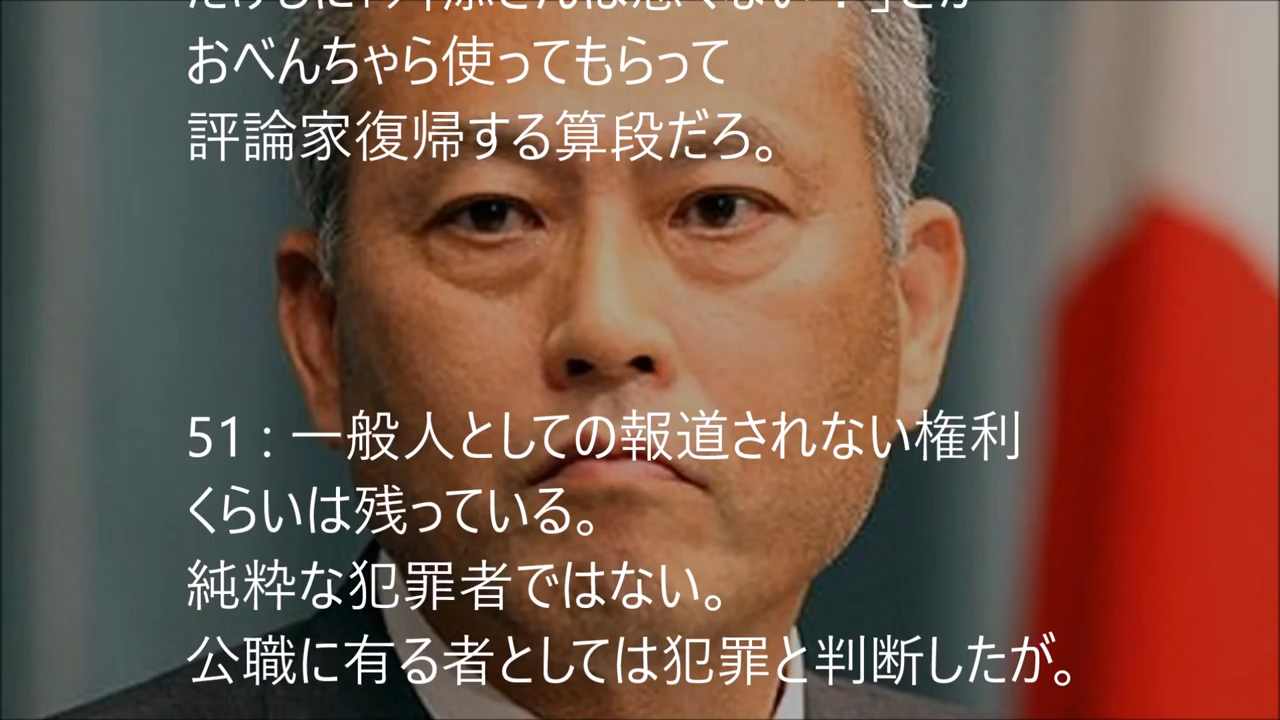 おべんちゃら使ってもらって
評論家復帰する算段だろ。
51 : 一般人としての報道されない権利
くらいは残っている。
純粋な犯罪者ではない。
公職に有る者としては犯罪と判断したが。